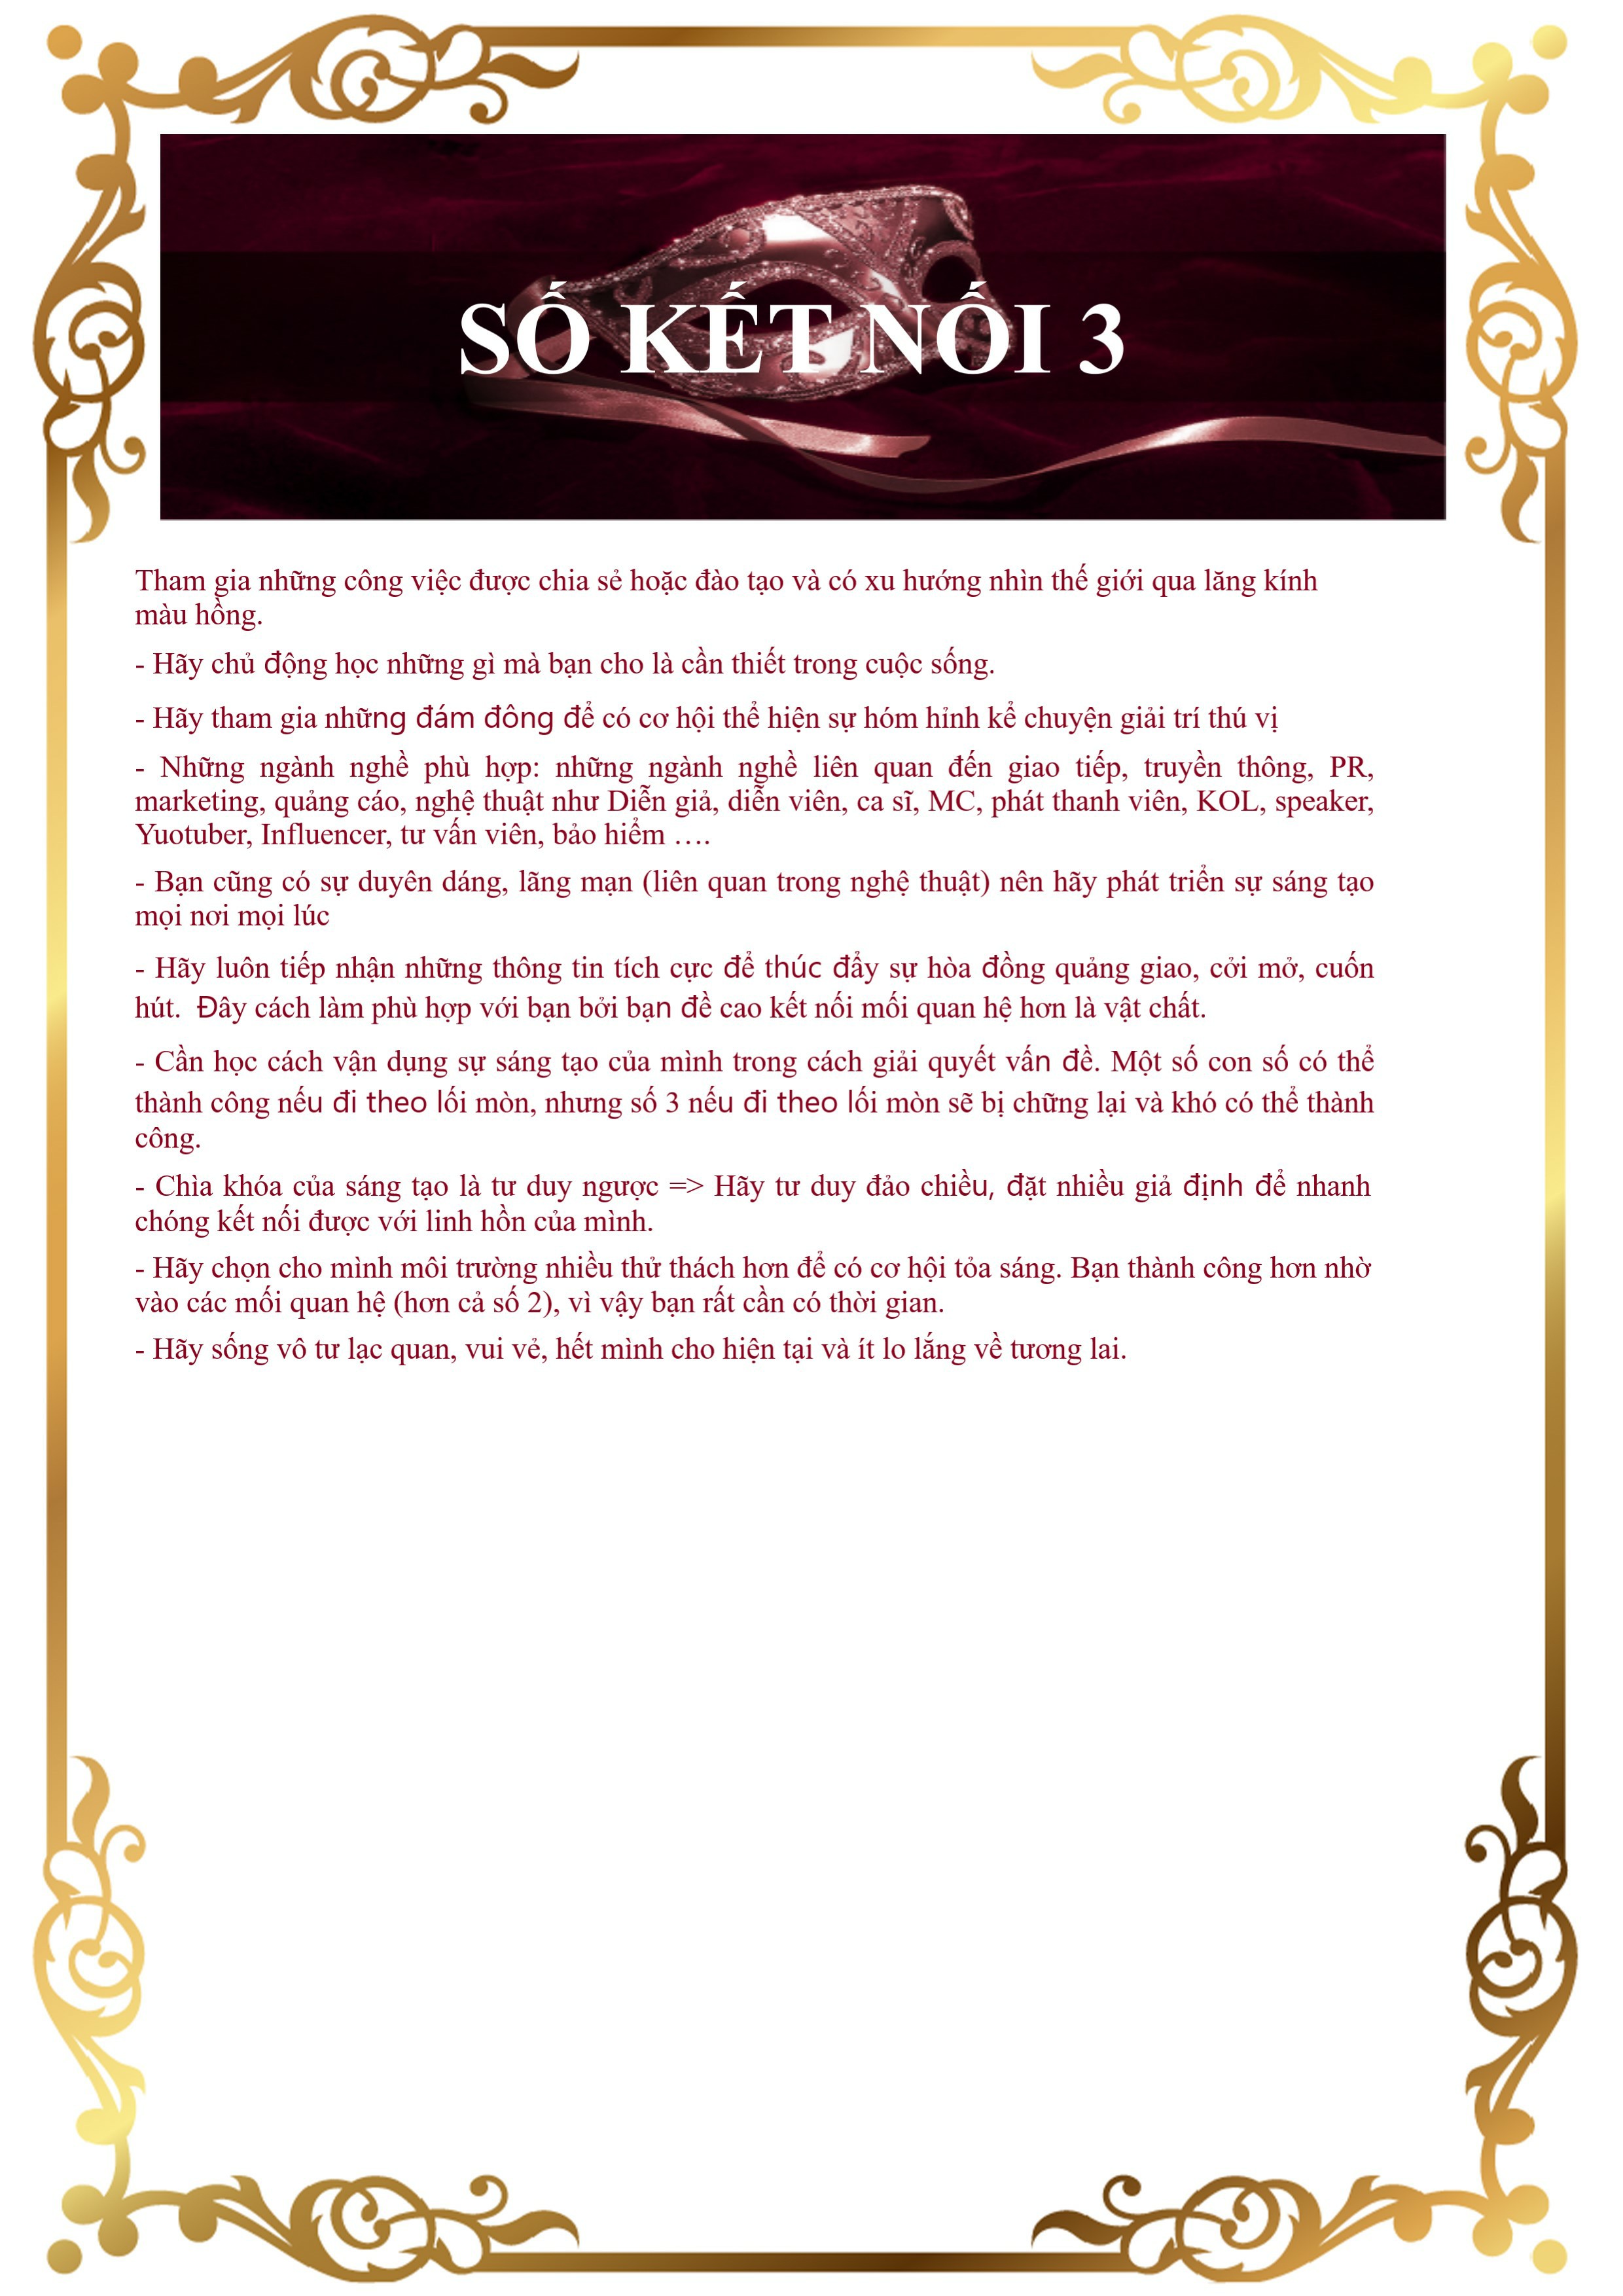 SỐ KẾT NỐI 3
Tham gia những công việc được chia sẻ hoặc đào tạo và có xu hướng nhìn thế giới qua lăng kính
màu hồng.
- Hãy chủ động học những gì mà bạn cho là cần thiết trong cuộc sống.
- Hãy tham gia những đám đông để có cơ hội thể hiện sự hóm hỉnh kể chuyện giải trí thú vị
- Những ngành nghề phù hợp: những ngành nghề liên quan đến giao tiếp, truyền thông, PR,
marketing, quảng cáo, nghệ thuật như Diễn giả, diễn viên, ca sĩ, MC, phát thanh viên, KOL, speaker,
Yuotuber, Influencer, tư vấn viên, bảo hiểm ….
- Bạn cũng có sự duyên dáng, lãng mạn (liên quan trong nghệ thuật) nên hãy phát triển sự sáng tạo
mọi nơi mọi lúc
- Hãy luôn tiếp nhận những thông tin tích cực để thúc đẩy sự hòa đồng quảng giao, cởi mở, cuốn
hút. Đây cách làm phù hợp với bạn bởi bạn đề cao kết nối mối quan hệ hơn là vật chất.
- Cần học cách vận dụng sự sáng tạo của mình trong cách giải quyết vấn đề. Một số con số có thể
thành công nếu đi theo lối mòn, nhưng số 3 nếu đi theo lối mòn sẽ bị chững lại và khó có thể thành
công.
- Chìa khóa của sáng tạo là tư duy ngược => Hãy tư duy đảo chiều, đặt nhiều giả định để nhanh
chóng kết nối được với linh hồn của mình.
- Hãy chọn cho mình môi trường nhiều thử thách hơn để có cơ hội tỏa sáng. Bạn thành công hơn nhờ
vào các mối quan hệ (hơn cả số 2), vì vậy bạn rất cần có thời gian.
- Hãy sống vô tư lạc quan, vui vẻ, hết mình cho hiện tại và ít lo lắng về tương lai.